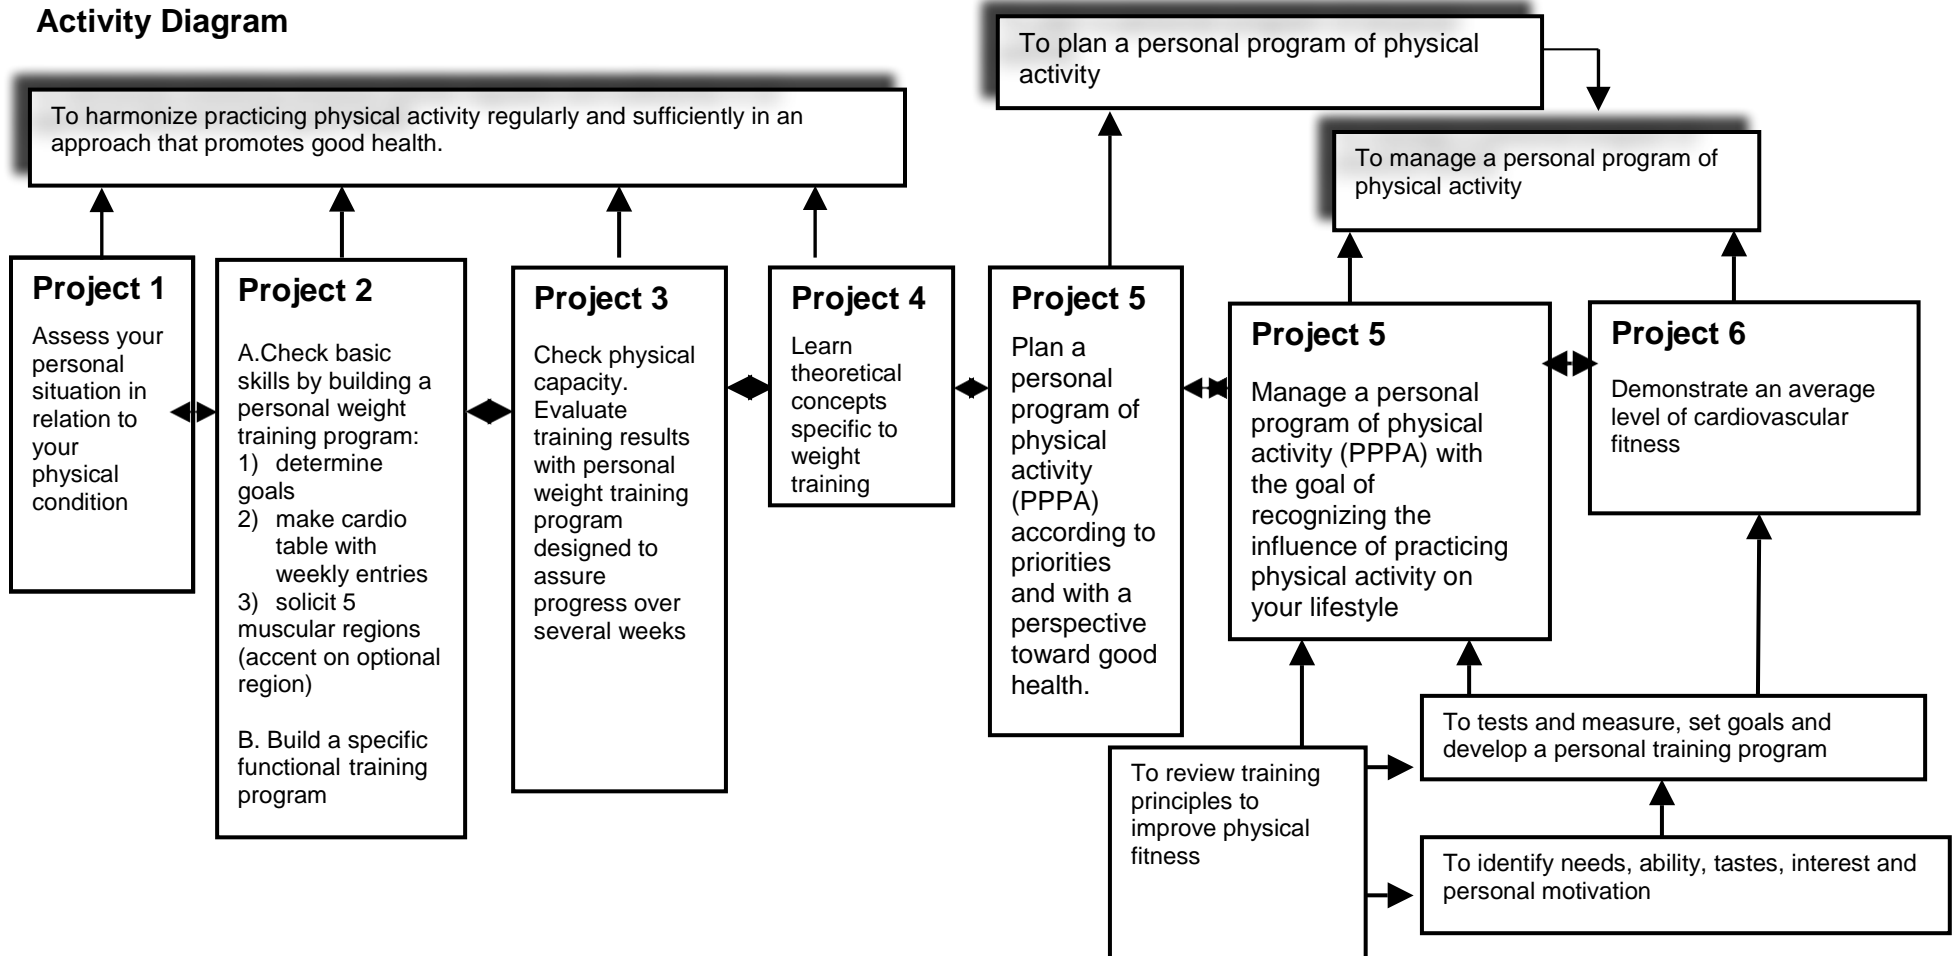 Activity Diagram
To plan a personal program of physical
activity
To harmonize practicing physical activity regularly and sufficiently in an
approach that promotes good health.
To manage a personal program of
physical activity
Project 1
Assess your
personal
situation in
relation to
your
physical
condition
Project 2
A.Check basic
skills by building a
personal weight
training program:
1) determine
goals
2) make cardio
table with
weekly entries
3) solicit 5
muscular regions
(accent on optional
region)
B. Build a specific
functional training
program
Project 3
Check physical
capacity.
Evaluate
training results
with personal
weight training
program
designed to
assure
progress over
several weeks
Project 4
Learn
theoretical
concepts
specific to
weight
training
Project 5
Plan a
personal
program of
physical
activity
(PPPA)
according to
priorities
and with a
perspective
toward good
health.
Project 5
Manage a personal
program of physical
activity (PPPA) with
the goal of
recognizing the
influence of practicing
physical activity on
your lifestyle
Project 6
Demonstrate an average
level of cardiovascular
fitness
To tests and measure, set goals and
develop a personal training program
To review training
principles to
improve physical
fitness
To identify needs, ability, tastes, interest and
personal motivation